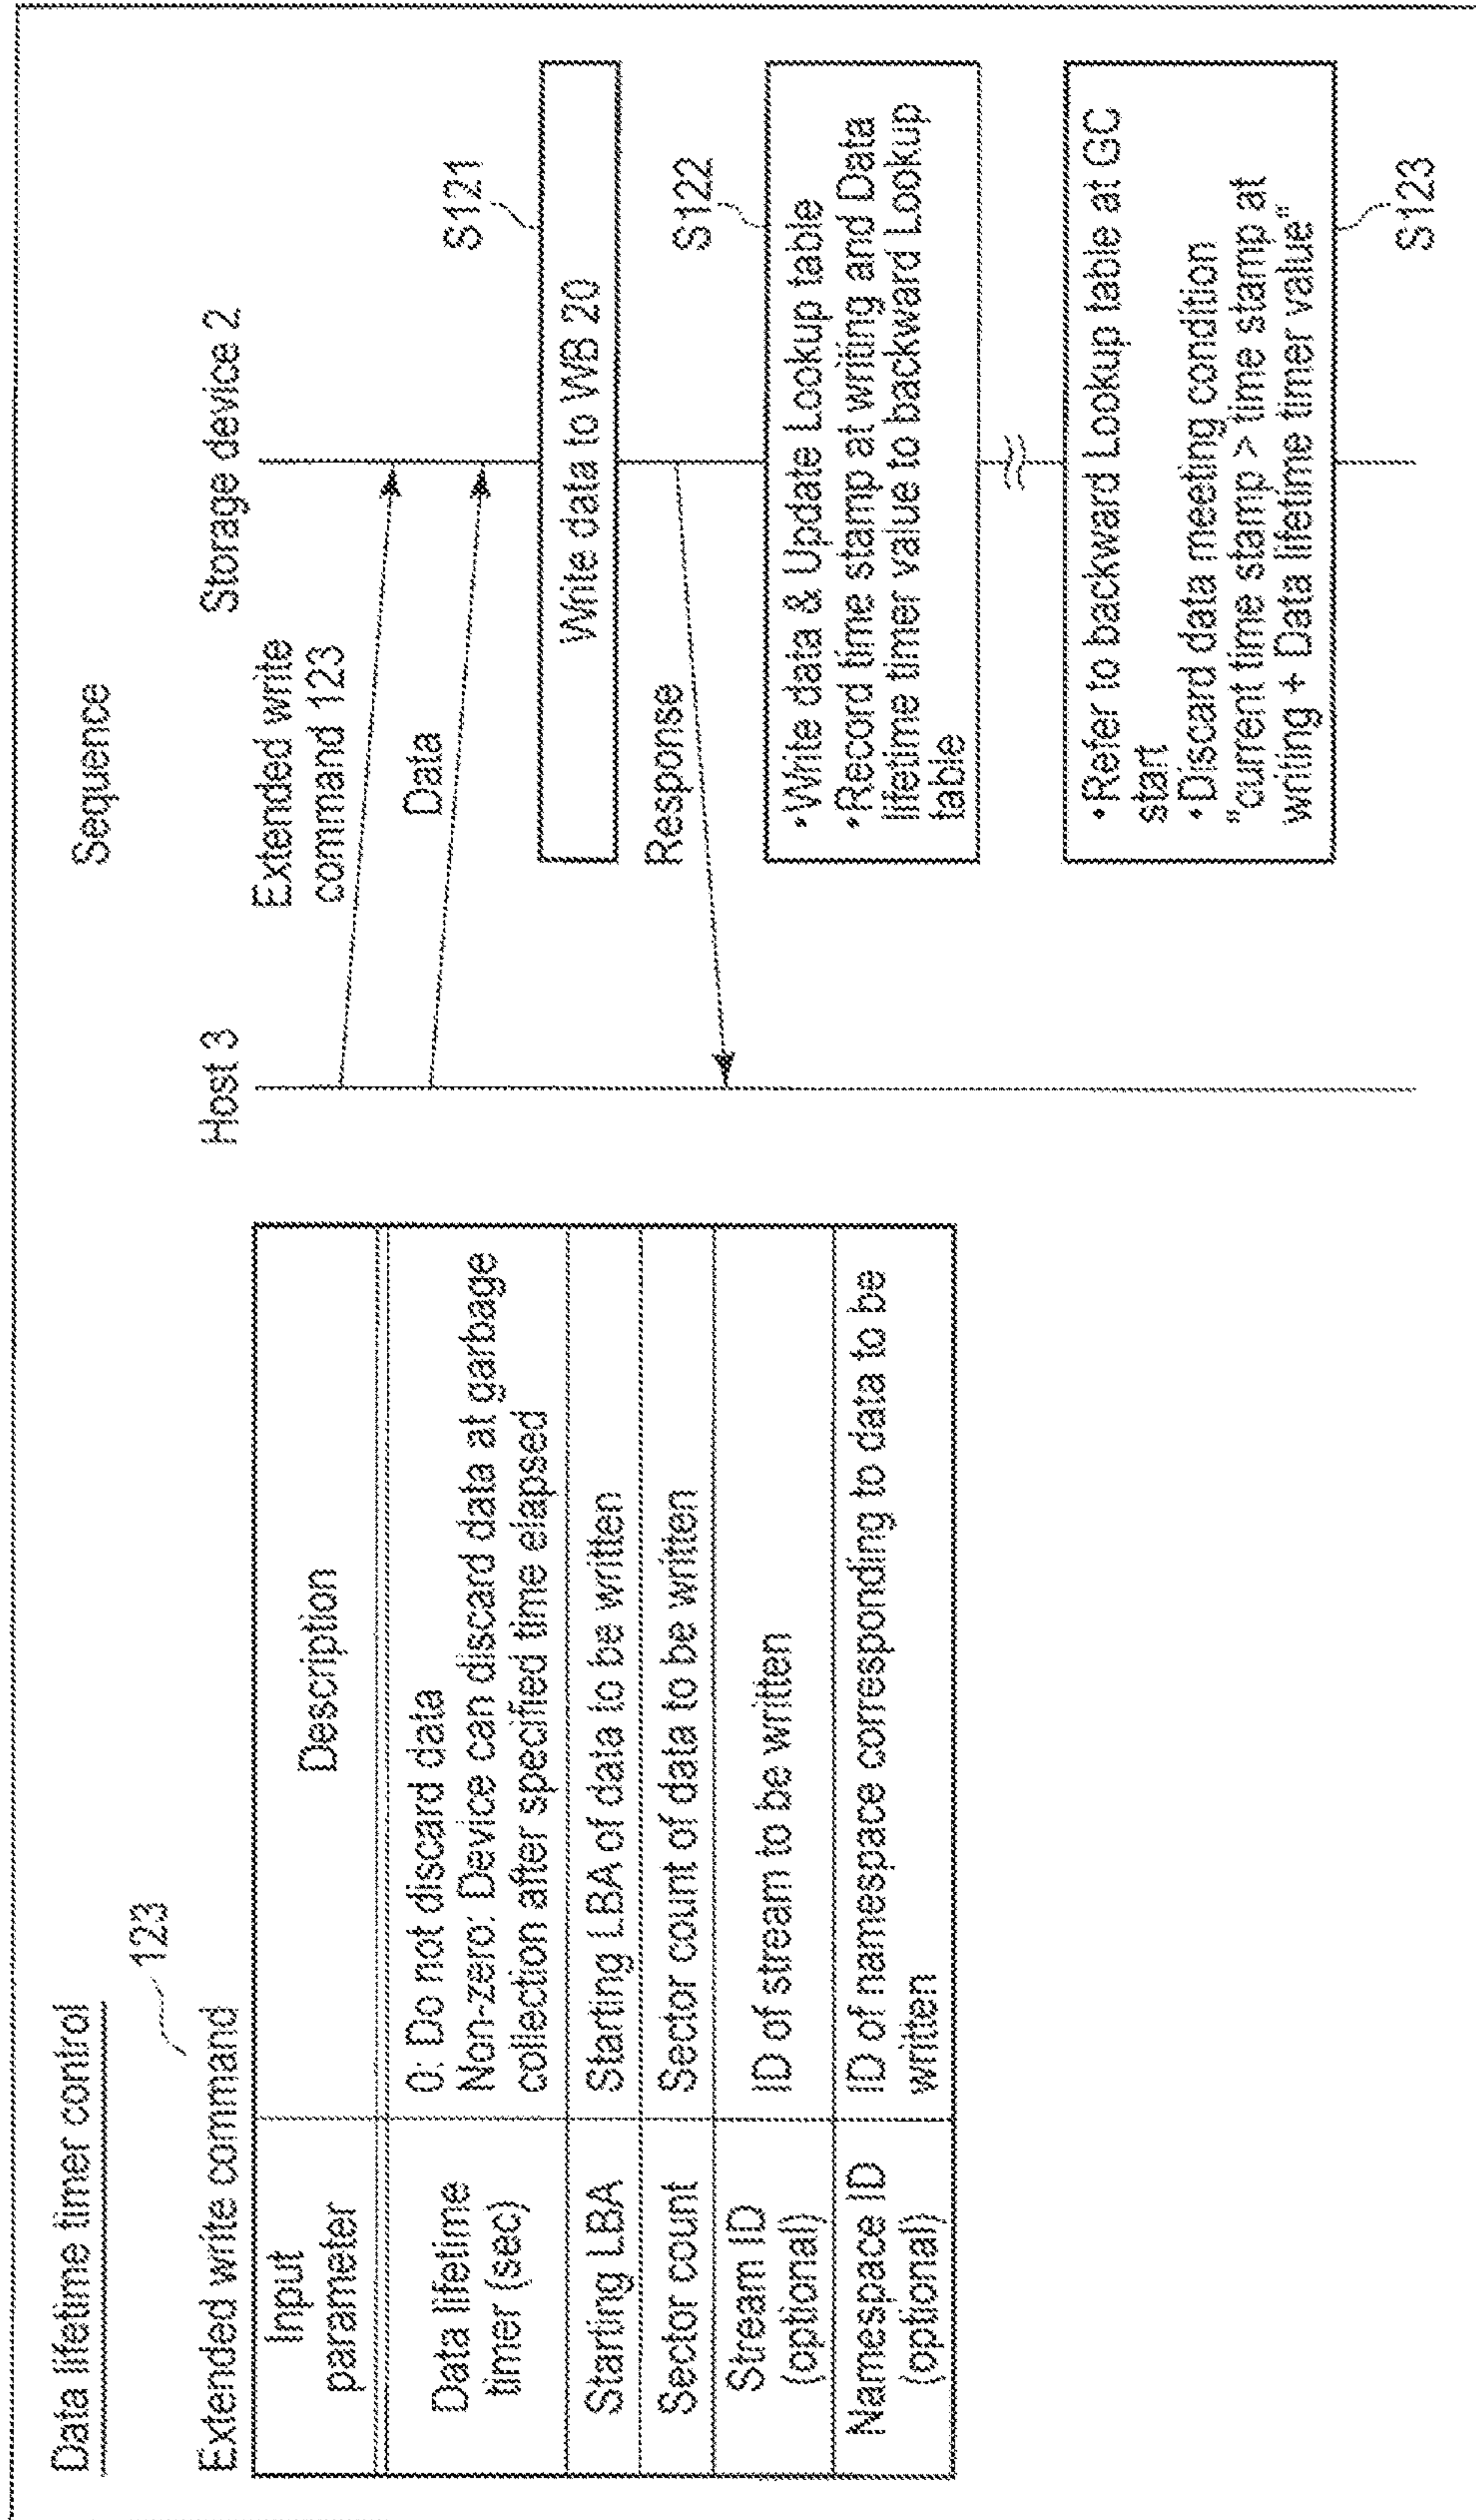 Data lifetime timer control
123
Extended write command
Input
parameter
Description
Data lifetime
timer (sec)
0: Do not discard data
Non-zero: Device can discard data at garbage
collection after specified time elapsed
Starting LBA
Starting LBA of data to be written
Sector count
Sector count of data to be written
Stream ID
(optional)
ID of stream to be written
Namespace ID
(optional)
ID of namespace corresponding to data to be
written
Sequence
Host 3
Storage device 2
Extended write
command 123
Data
S121
Write data to WB 20
Response
S122
•Write data & Update Lookup table
•Record time stamp at writing and Data
lifetime timer value to backward Lookup
table
•Refer to backward Lookup table at GC
start
•Discard data meeting condition
"current time stamp > time stamp at
writing + Data lifetime timer value"
S123